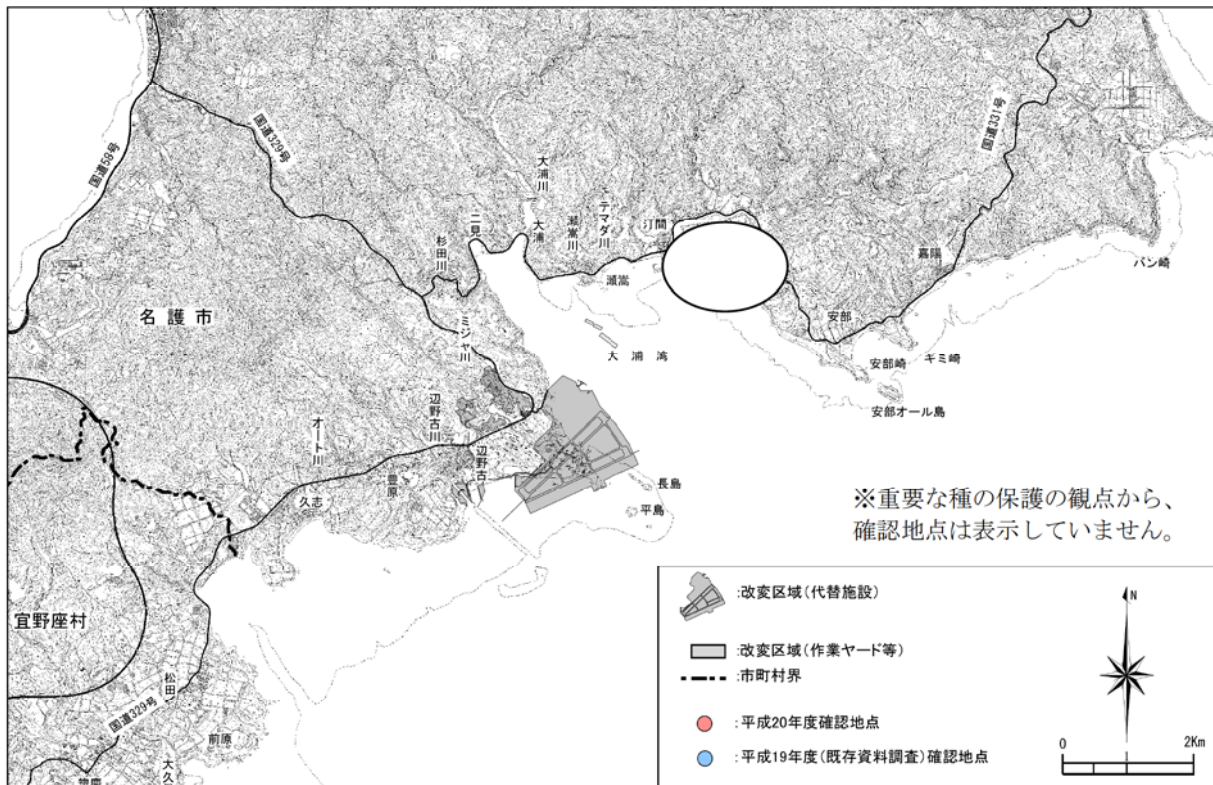 国道58号
国道329号
国道331号
名護市
杉田川
二見
大浦川
大浦
瀬嵩川
テマダ川
汀間
瀬嵩
嘉陽
バン崎
安部
安部崎
ギミ崎
安部オール島
大浦湾
ミジャ川
辺野古川
辺野古
オート川
久志
豊原
長島
平島
宜野座村
松田
国道329号
前原
大久
惣慶
※重要な種の保護の観点から、
確認地点は表示していません。
:改変区域(代替施設)
:改変区域(作業ヤード等)
:市町村界
:平成20年度確認地点
:平成19年度(既存資料調査)確認地点
N
0 2Km